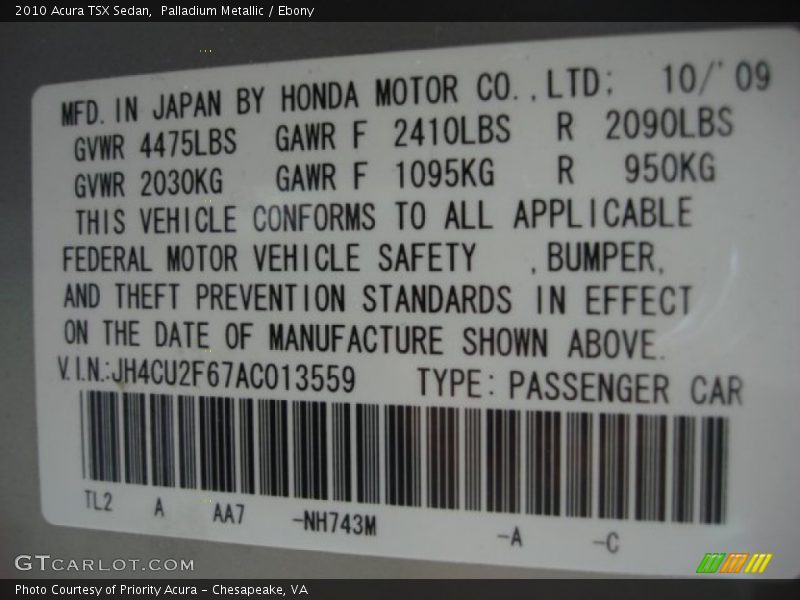 2010 Acura TSX Sedan,  Palladium Metallic / Ebony
MFD. IN JAPAN BY HONDA MOTOR CO., LTD; 10/'09
GVWR 4475LBS GAWR F 2410LBS R 2090LBS
GVWR 2030KG GAWR F 1095KG R 950KG
THIS VEHICLE CONFORMS TO ALL APPLICABLE
FEDERAL MOTOR VEHICLE SAFETY , BUMPER,
AND THEFT PREVENTION STANDARDS IN EFFECT
ON THE DATE OF MANUFACTURE SHOWN ABOVE.
V.I.N.:JH4CU2F67AC013559 TYPE: PASSENGER CAR
TL2 A AA7 -NH743M -A -C
GTCARLOT.COM
Photo Courtesy of Priority Acura - Chesapeake, VA